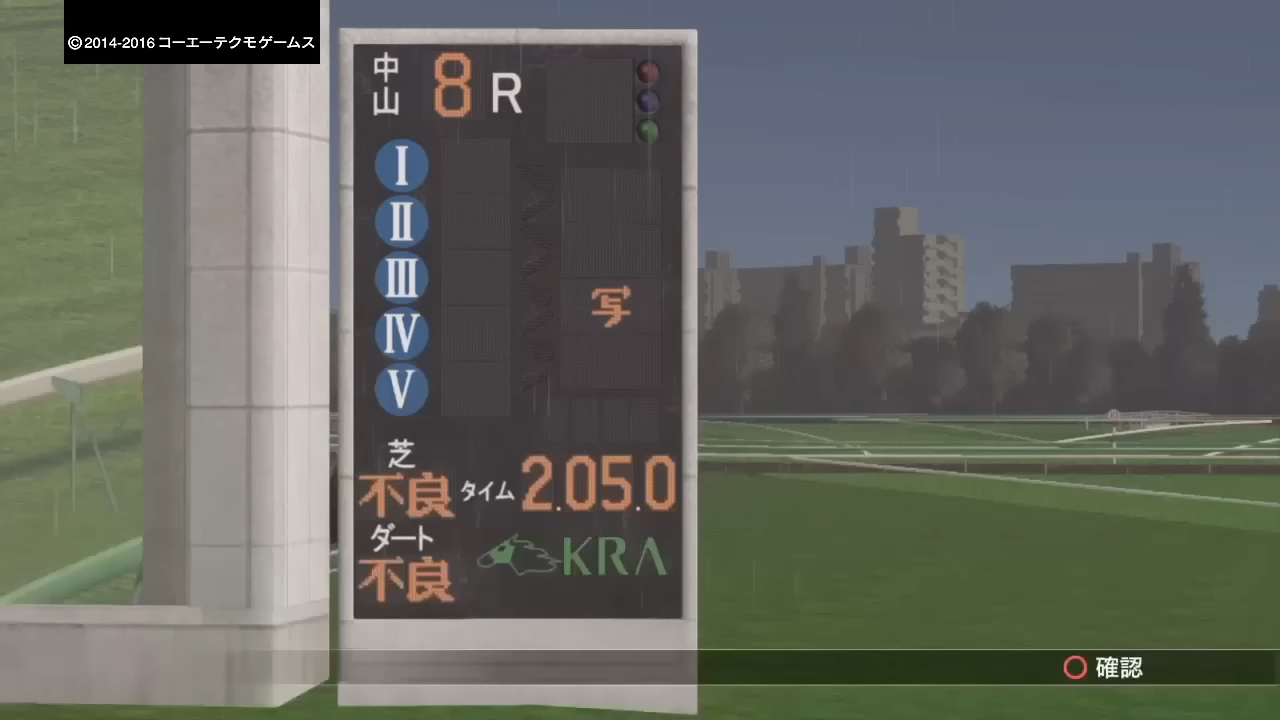 ©2014-2016 コーエーテクモゲームス
中山 8 R
I
II
III
写
IV
V
芝
不良 タイム 2.05.0
ダート
不良 KRA
確認